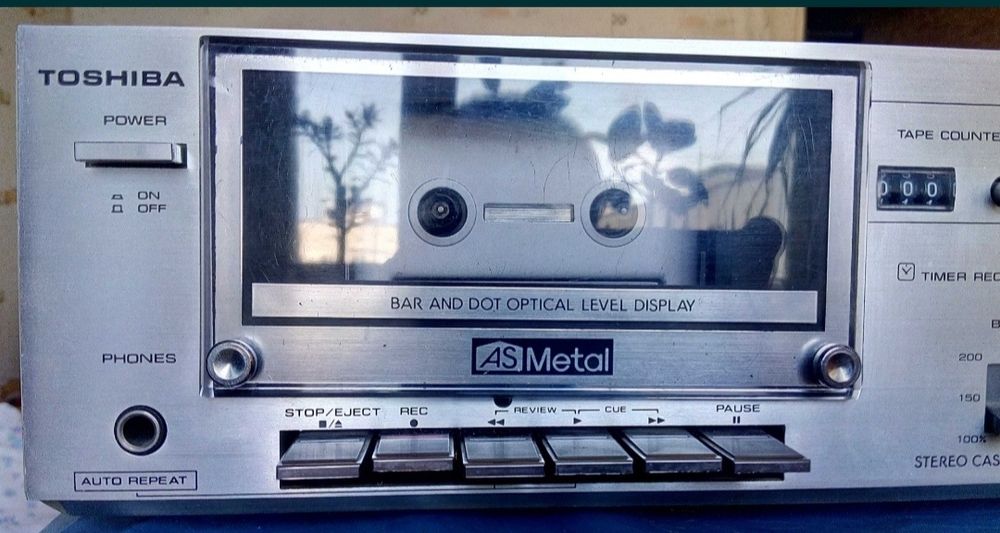 TOSHIBA
POWER
ON
OFF
PHONES
AUTO REPEAT
BAR AND DOT OPTICAL LEVEL DISPLAY
AS Metal
STOP/EJECT
REC
REVIEW
CUE
PAUSE
TAPE COUNTE
0 0 0
TIMER REC
B
200
150
100%
STEREO CAS